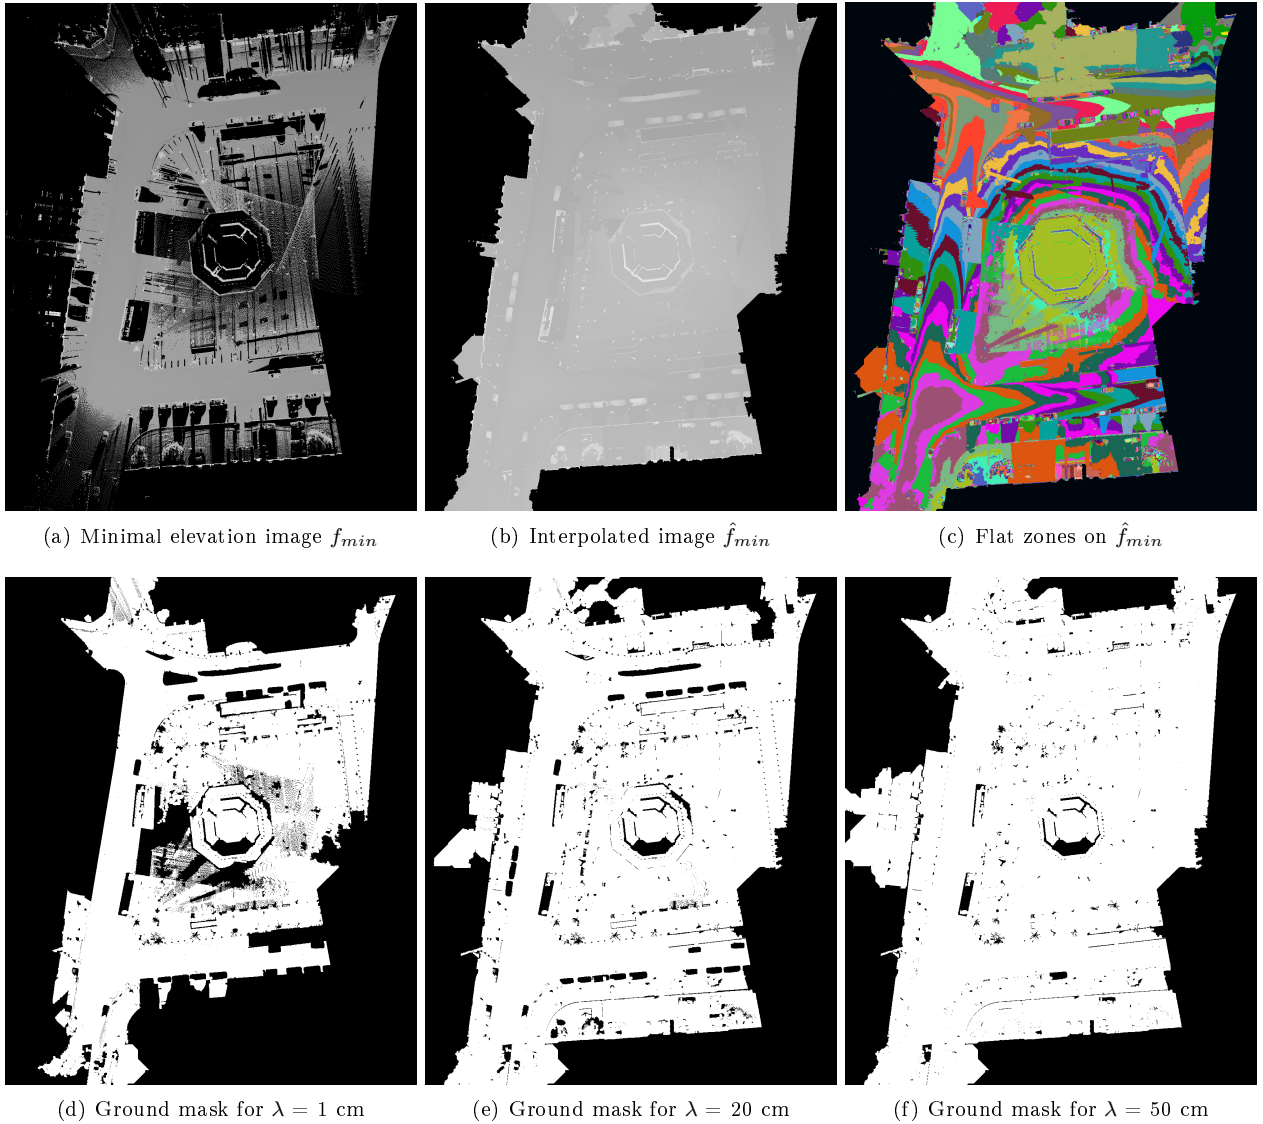 (a) Minimal elevation image f_min
(b) Interpolated image f̂_min
(c) Flat zones on f̂_min
(d) Ground mask for λ = 1 cm
(e) Ground mask for λ = 20 cm
(f) Ground mask for λ = 50 cm